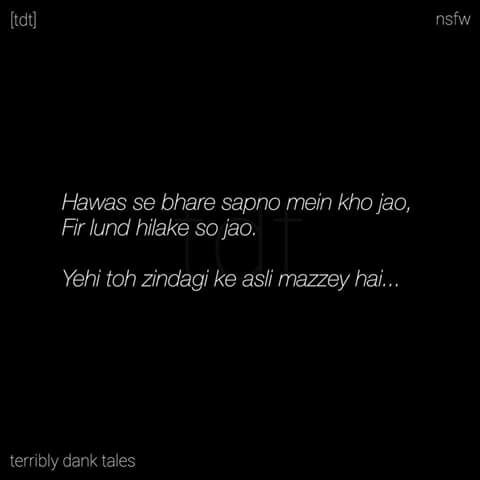 [tdt]
nsfw
Hawas se bhare sapno mein kho jao,
Fir lund hilake so jao.
Yehi toh zindagi ke asli mazzey hai...
tdt
terribly dank tales